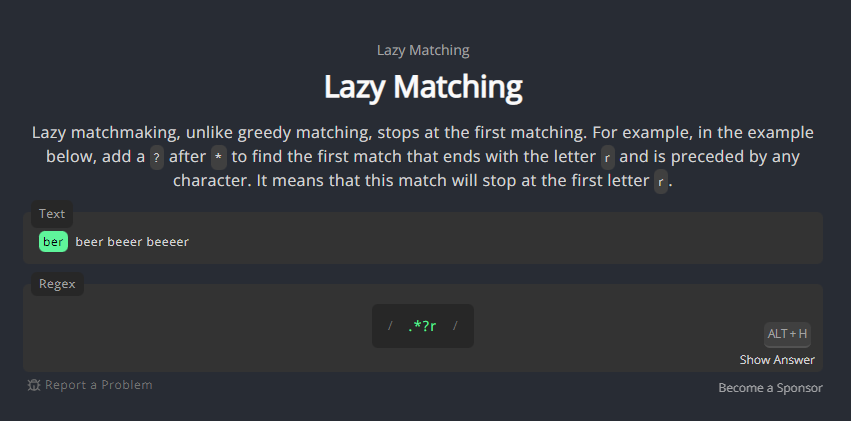 Lazy Matching
Lazy Matching
Lazy matchmaking, unlike greedy matching, stops at the first matching. For example, in the example
below, add a ? after * to find the first match that ends with the letter r and is preceded by any
character. It means that this match will stop at the first letter r.
Text
ber beer beeer beeeer
Regex
/ .*?r /
ALT + H
Show Answer
Report a Problem
Become a Sponsor